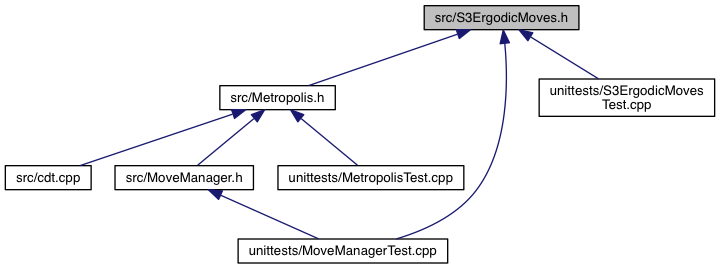 src/S3ErgodicMoves.h
src/Metropolis.h
unittests/S3ErgodicMoves
Test.cpp
src/cdt.cpp
src/MoveManager.h
unittests/MetropolisTest.cpp
unittests/MoveManagerTest.cpp